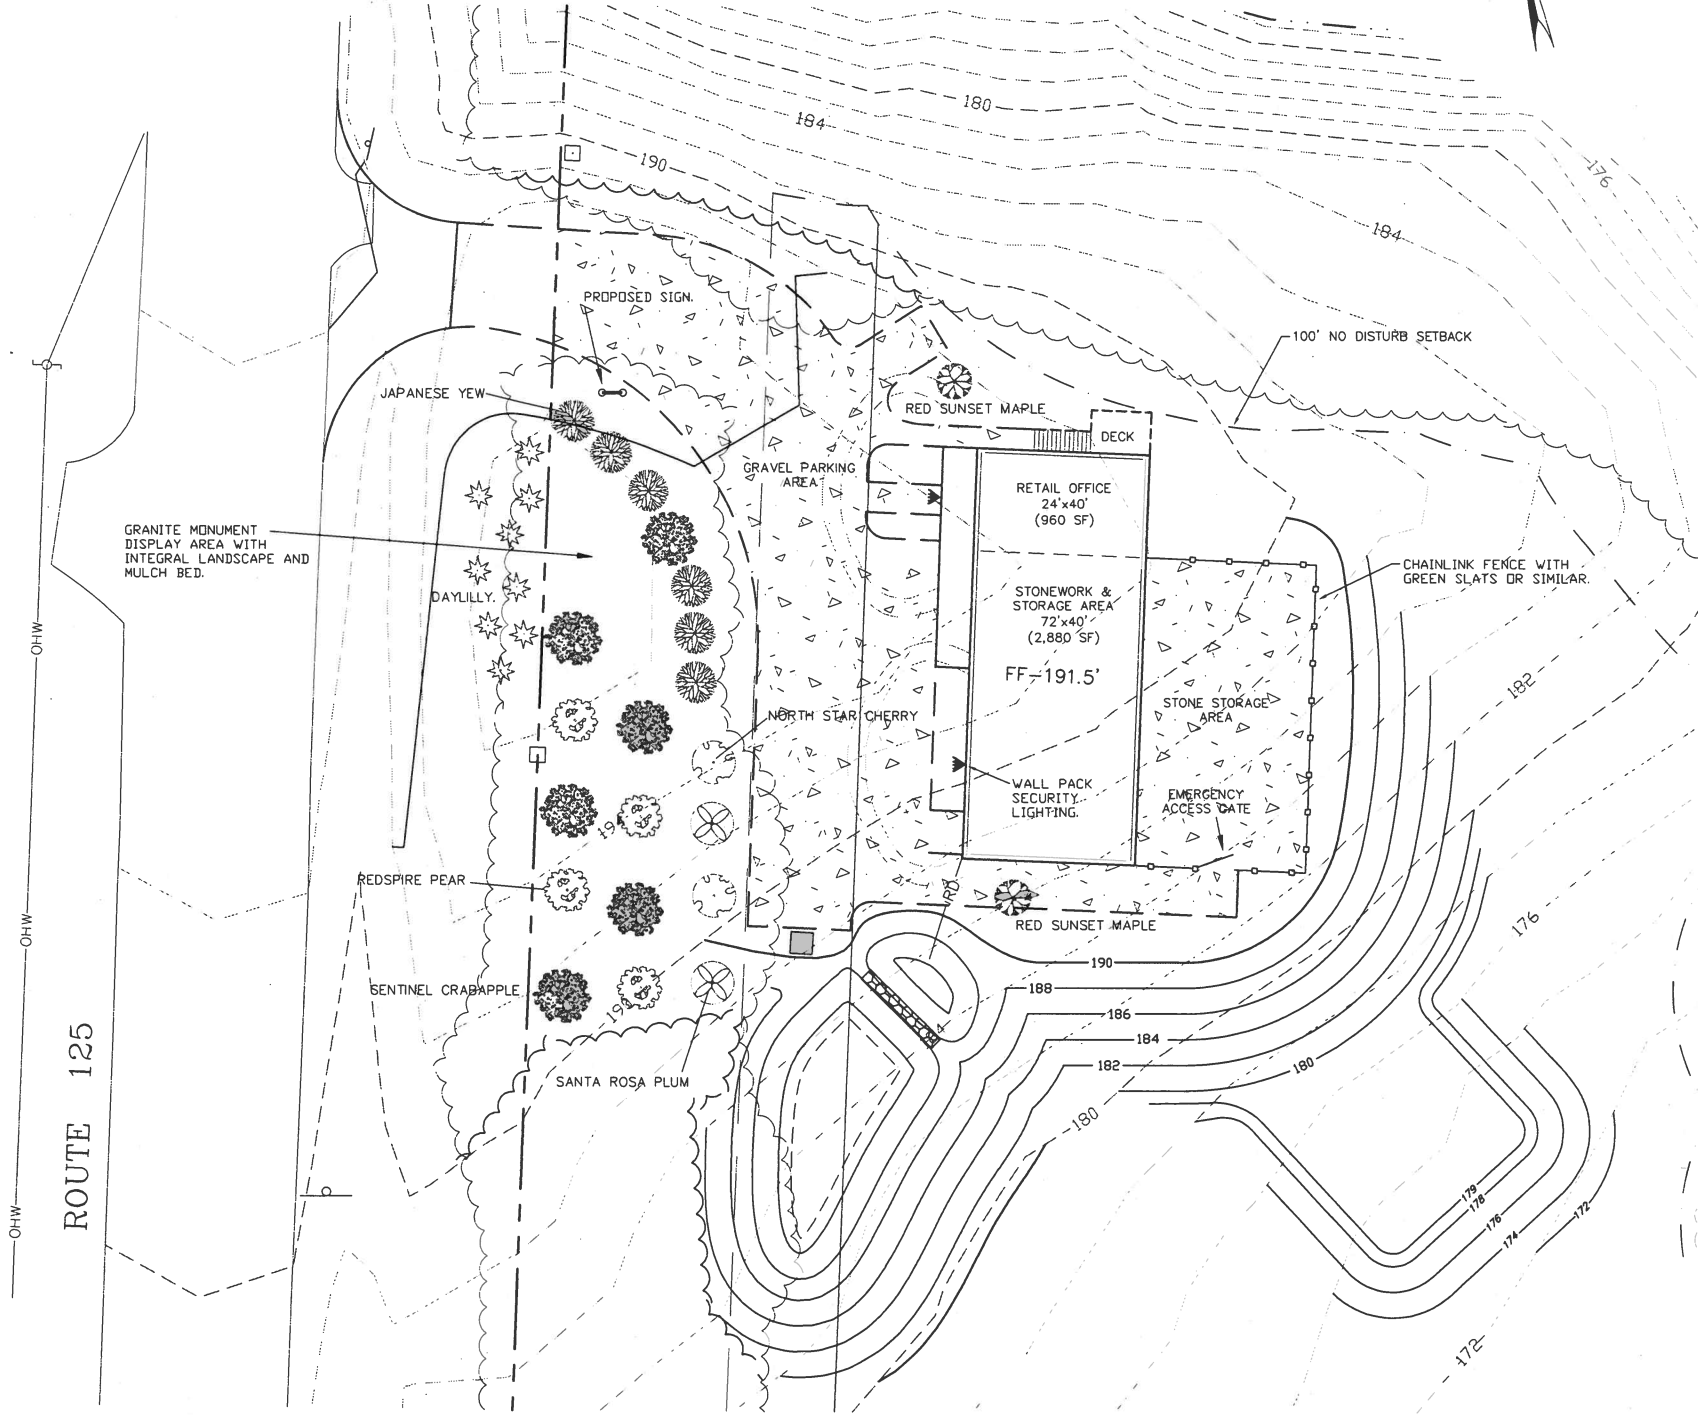 180
184
190
176
184
PROPOSED SIGN.
100' NO DISTURB SETBACK
JAPANESE YEW
RED SUNSET MAPLE
DECK
GRAVEL PARKING
AREA
RETAIL OFFICE
24'x40'
(960 SF)
GRANITE MONUMENT
DISPLAY AREA WITH
INTEGRAL LANDSCAPE AND
MULCH BED.
CHAINLINK FENCE WITH
GREEN SLATS OR SIMILAR.
DAYLILLY.
STONEWORK &
STORAGE AREA
72'x40'
(2,880 SF)
FF-191.5'
OHW
182
STONE STORAGE
AREA
NORTH STAR CHERRY
WALL PACK
SECURITY
LIGHTING.
EMERGENCY
ACCESS GATE
REDSPIRE PEAR
RD
RED SUNSET MAPLE
176
OHW
190
SENTINEL CRABAPPLE
188
186
184
182
180
SANTA ROSA PLUM
180
ROUTE 125
OHW
179
178
176
174
172
172